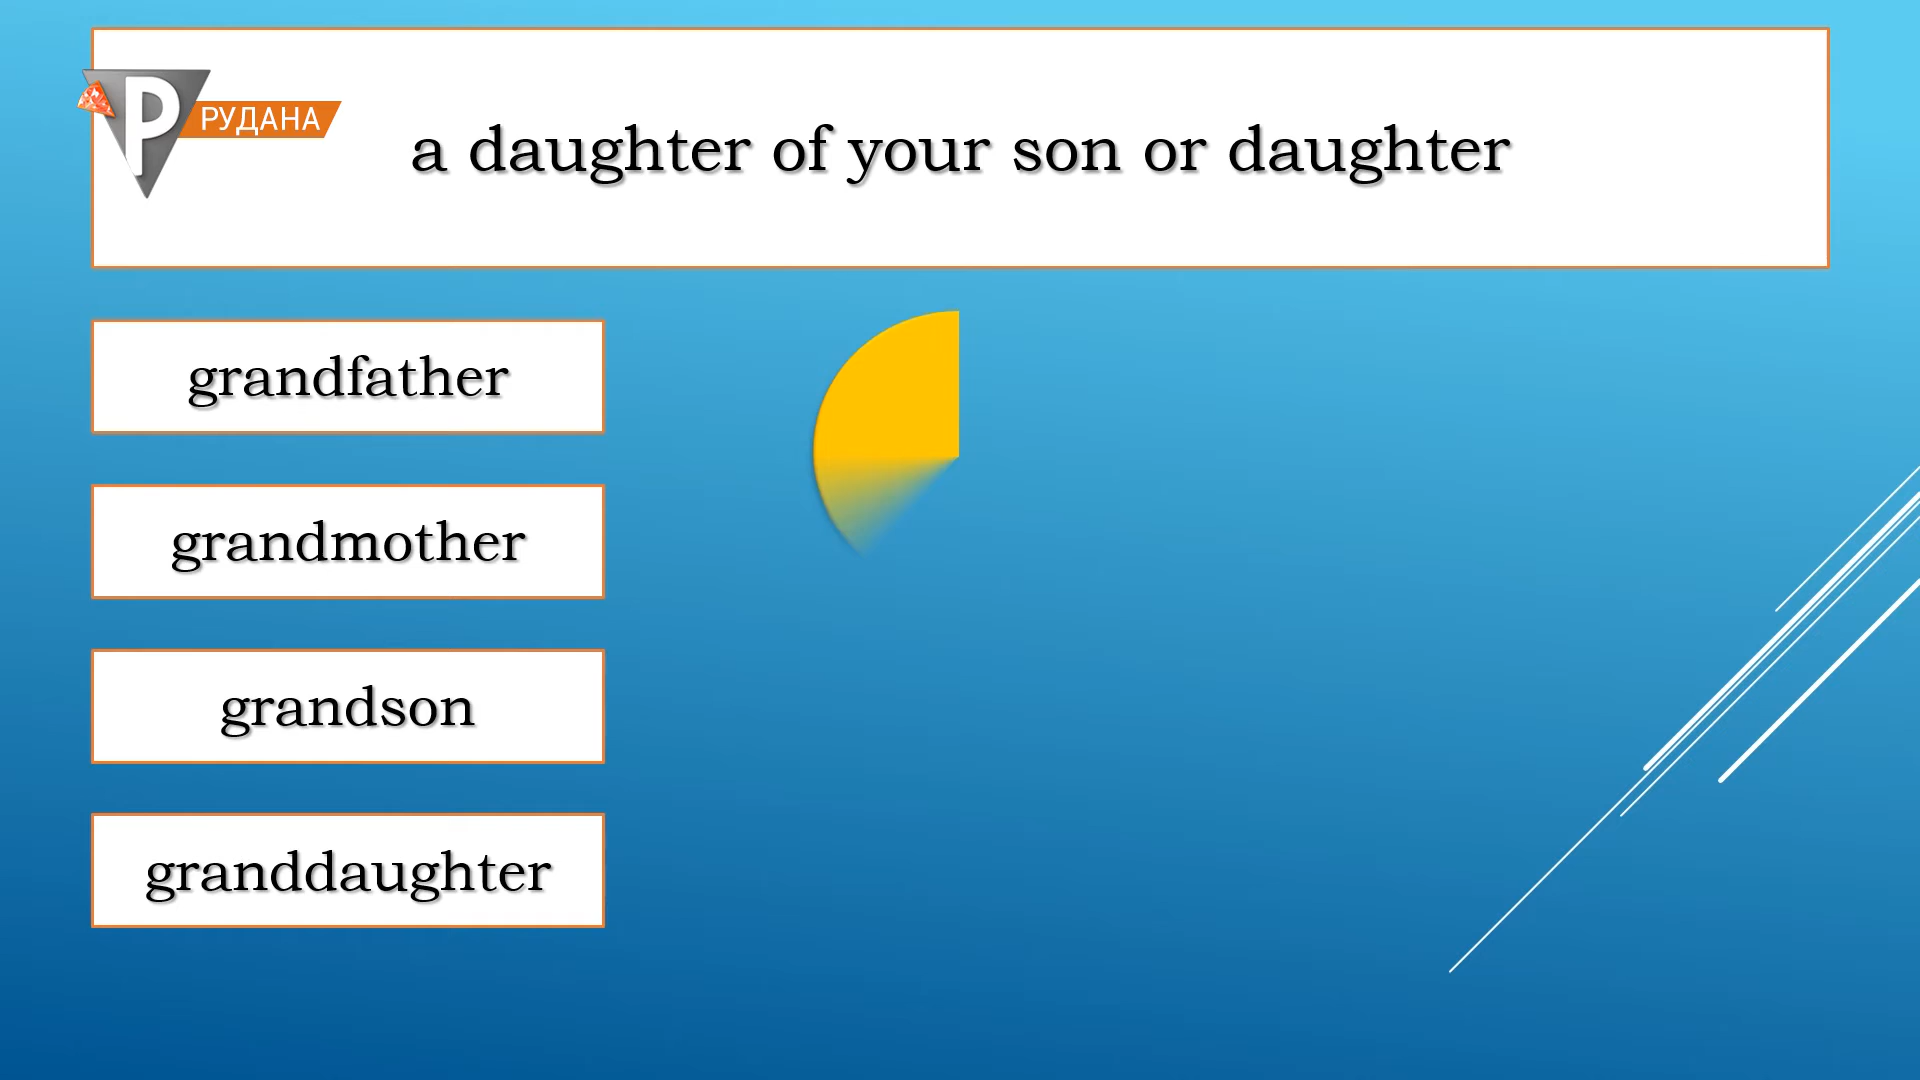 Р РУДАНА
a daughter of your son or daughter
grandfather
grandmother
grandson
granddaughter